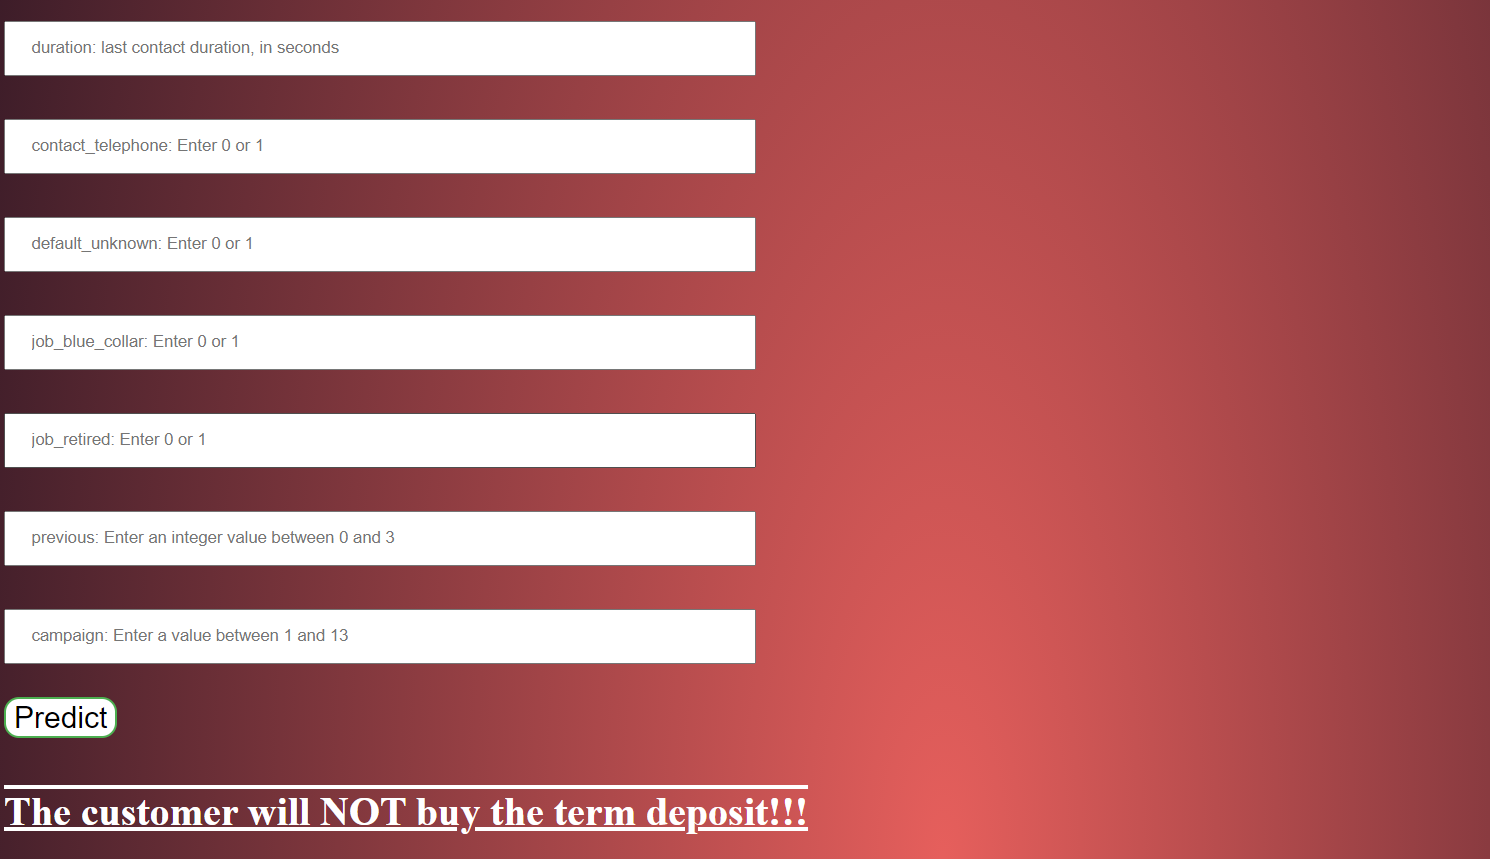 duration: last contact duration, in seconds
contact_telephone: Enter 0 or 1
default_unknown: Enter 0 or 1
job_blue_collar: Enter 0 or 1
job_retired: Enter 0 or 1
previous: Enter an integer value between 0 and 3
campaign: Enter a value between 1 and 13
Predict
The customer will NOT buy the term deposit!!!